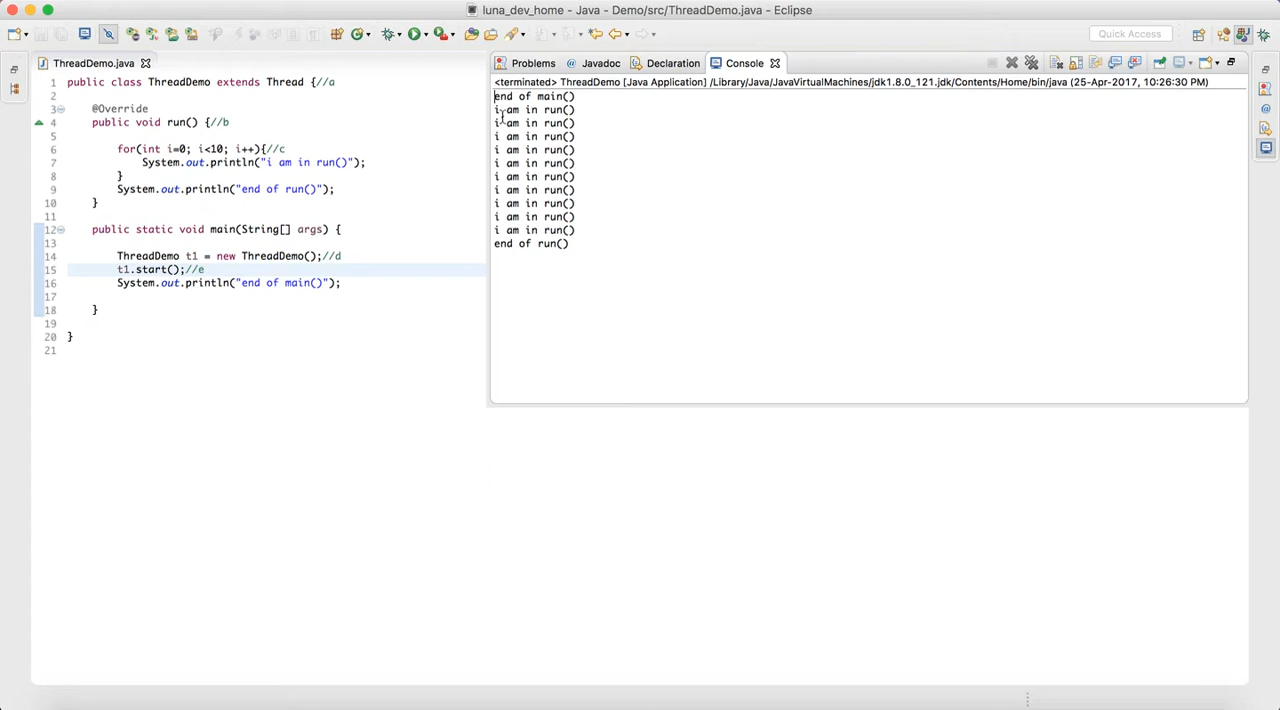 luna_dev_home - Java - Demo/src/ThreadDemo.java - Eclipse
Quick Access
ThreadDemo.java
1 public class ThreadDemo extends Thread {//a
2
3 @Override
4 public void run() {//b
5
6 for(int i=0; i<10; i++){//c
7 System.out.println("i am in run()");
8 }
9 System.out.println("end of run()");
10 }
11
12 public static void main(String[] args) {
13
14 ThreadDemo t1 = new ThreadDemo();//d
15 t1.start();//e
16 System.out.println("end of main()");
17
18 }
19
20 }
21
Problems @ Javadoc Declaration Console
<terminated> ThreadDemo [Java Application] /Library/Java/JavaVirtualMachines/jdk1.8.0_121.jdk/Contents/Home/bin/java (25-Apr-2017, 10:26:30 PM)
end of main()
i am in run()
i am in run()
i am in run()
i am in run()
i am in run()
i am in run()
i am in run()
i am in run()
i am in run()
i am in run()
end of run()